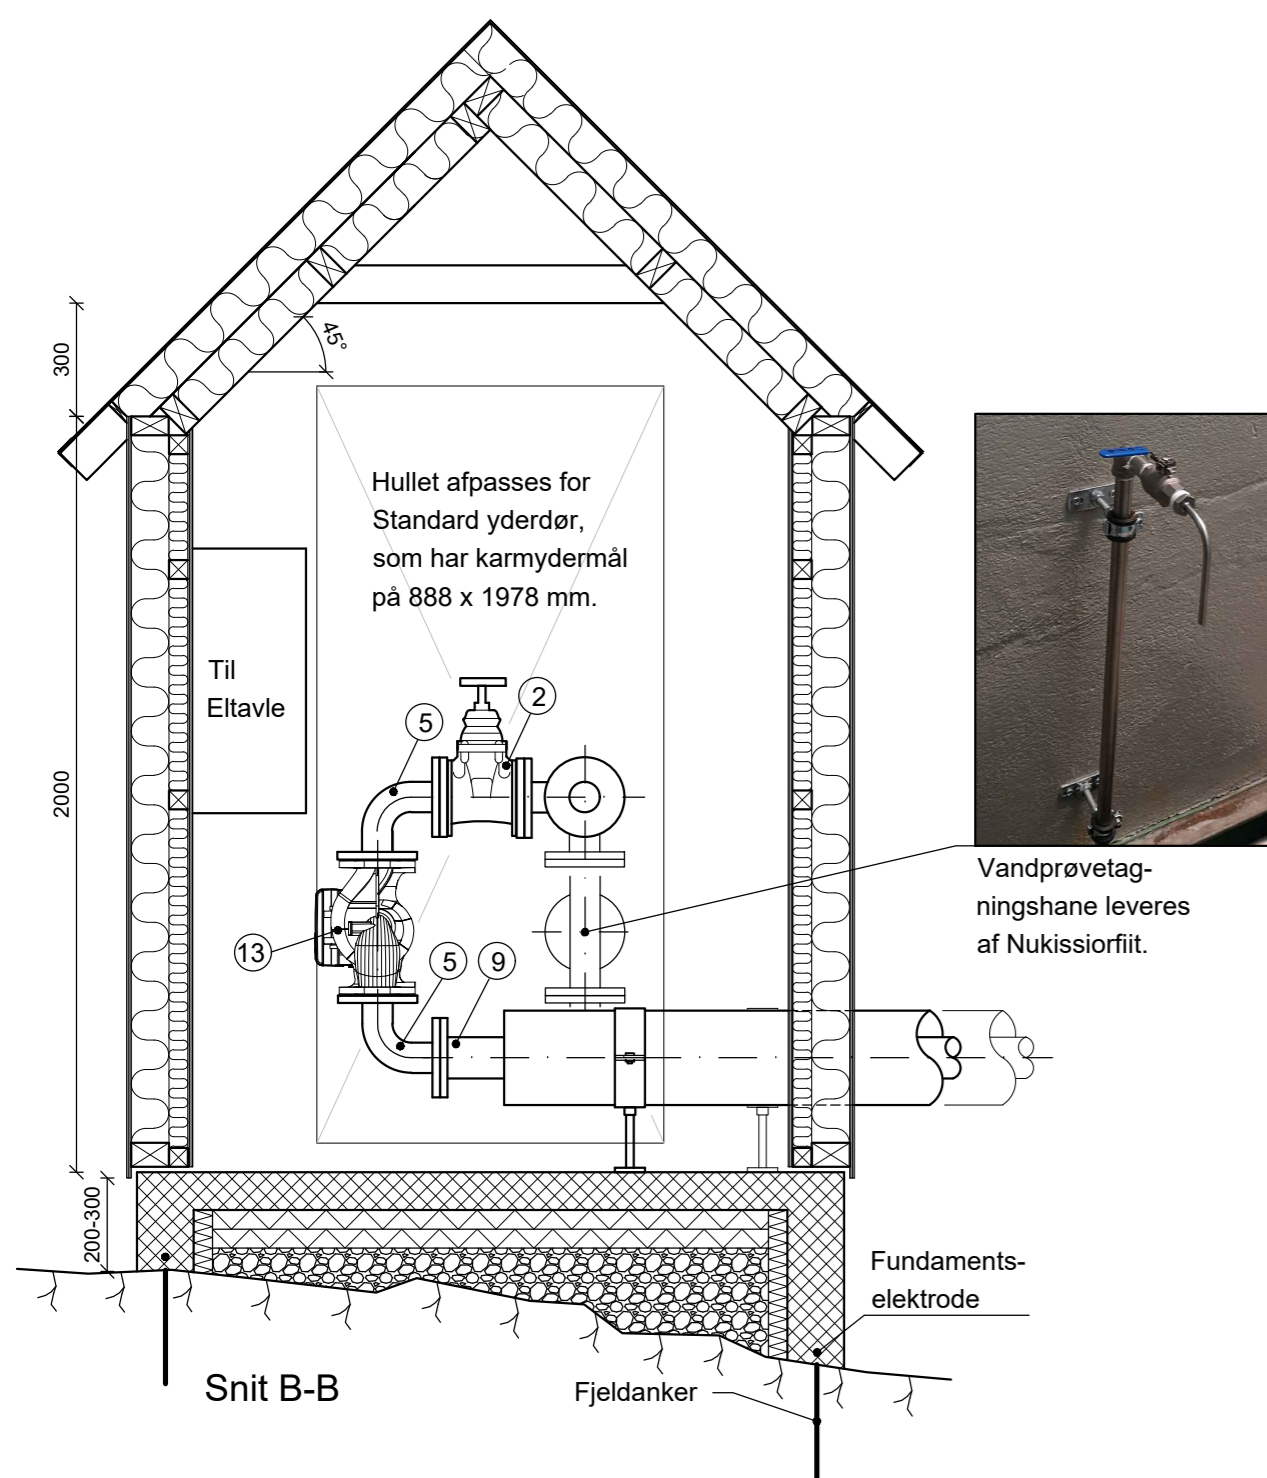 45°
300
Hullet afpasses for
Standard yderdør,
som har karmydermål
på 888 x 1978 mm.
Til
Eltavle
2
5
2000
Vandprøvetag-
ningshane leveres
af Nukissiorfiit.
13
5
9
200-300
Fundaments-
elektrode
Snit B-B
Fjeldanker